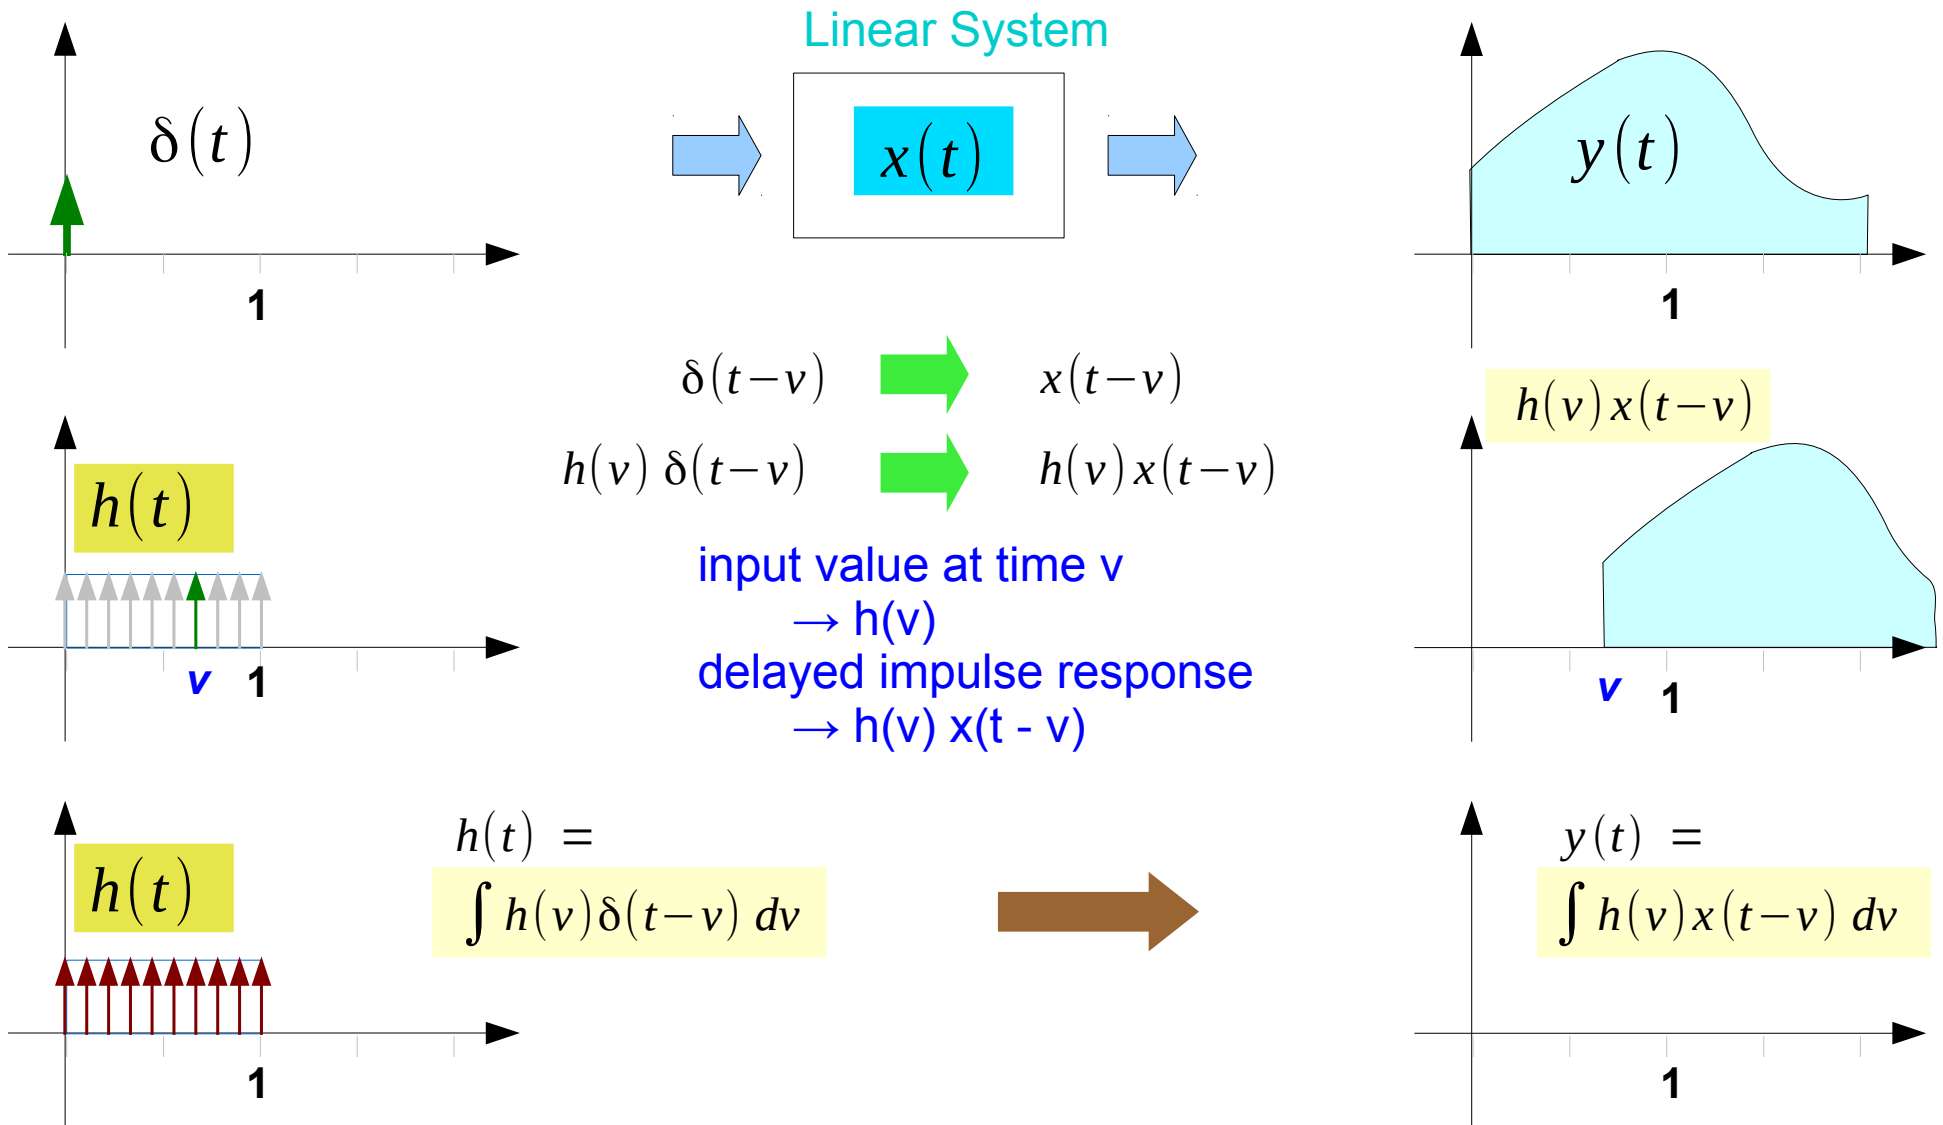 Linear System
δ(t)
x(t)
y(t)
1
1
δ(t−v)
x(t−v)
h(v) x(t−v)
h(v) δ(t−v)
h(v) x(t−v)
h(t)
input value at time v
→ h(v)
delayed impulse response
→ h(v) x(t - v)
v 1
v 1
h(t) =
∫ h(v) δ(t−v) dv
y(t) =
∫ h(v) x(t−v) dv
h(t)
1
1